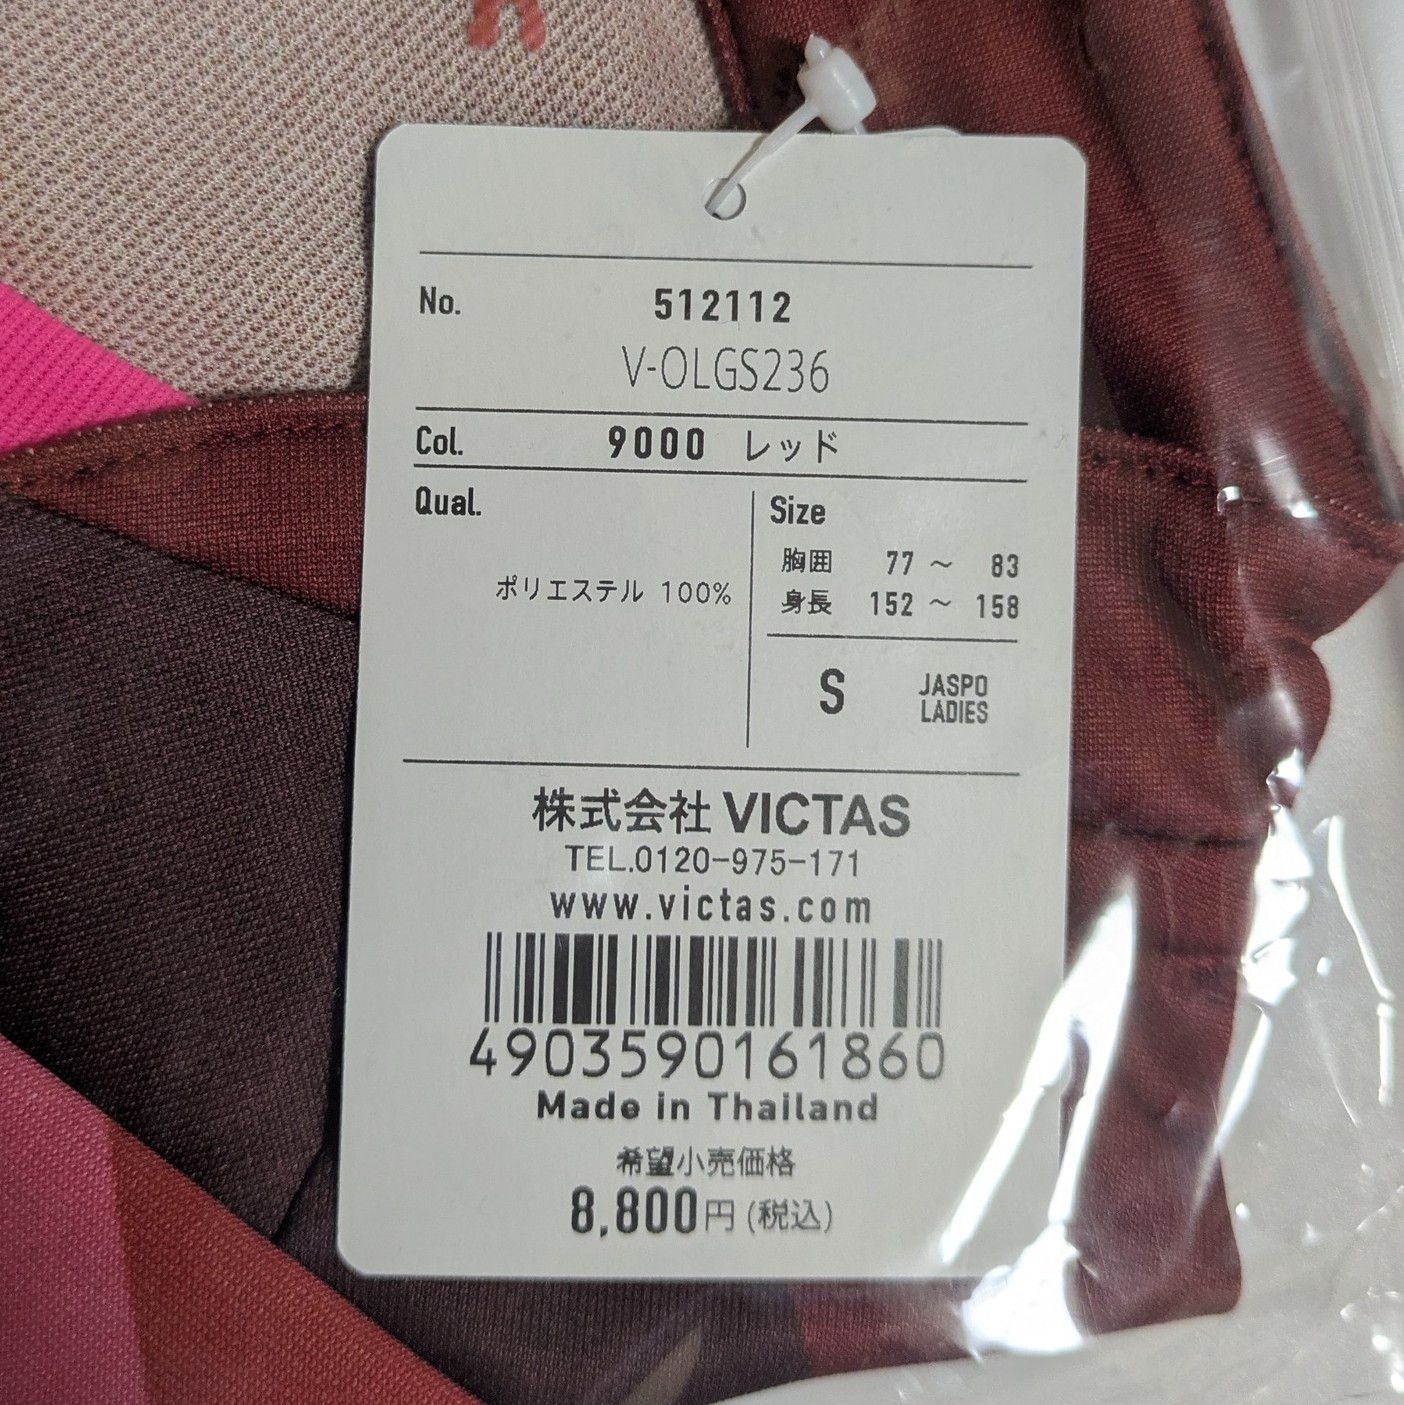 No. 512112
V-OLGS236
Col. 9000 レッド
Qual. Size
ポリエステル 100%
胸囲 77 ～ 83
身長 152 ～ 158
S JASPO LADIES
株式会社 VICTAS
TEL.0120-975-171
www.victas.com
4903590161860
Made in Thailand
希望小売価格
8,800円(税込)